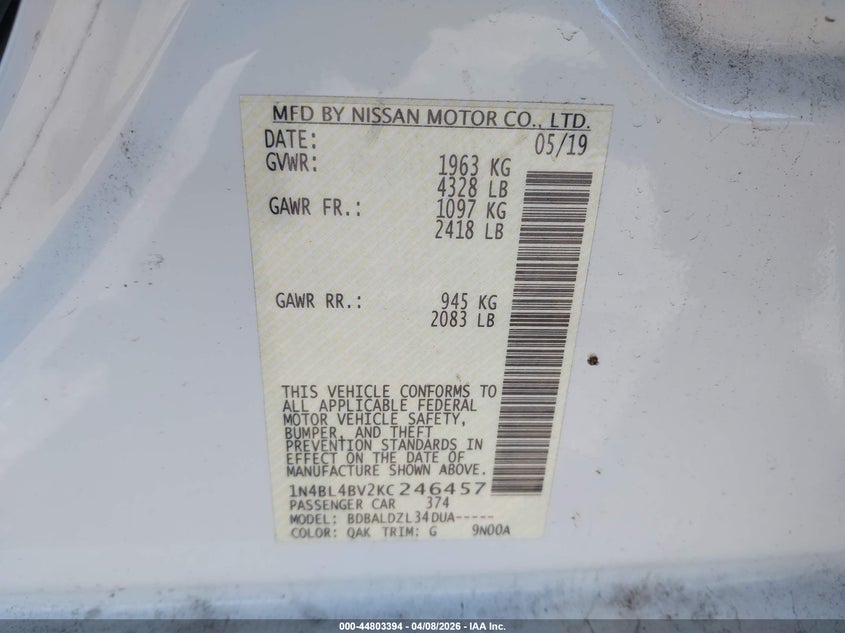 MFD BY NISSAN MOTOR CO., LTD.
DATE: 05/19
GVWR: 1963 KG
4328 LB
GAWR FR.: 1097 KG
2418 LB
GAWR RR.: 945 KG
2083 LB
THIS VEHICLE CONFORMS TO
ALL APPLICABLE FEDERAL
MOTOR VEHICLE SAFETY,
BUMPER, AND THEFT
PREVENTION STANDARDS IN
EFFECT ON THE DATE OF
MANUFACTURE SHOWN ABOVE.
1N4BL4BV2KC246457
PASSENGER CAR 374
MODEL: BDBALDZL34DUA-----
COLOR: QAK TRIM: G 9N00A
000-44803394 - 04/08/2026 - IAA Inc.